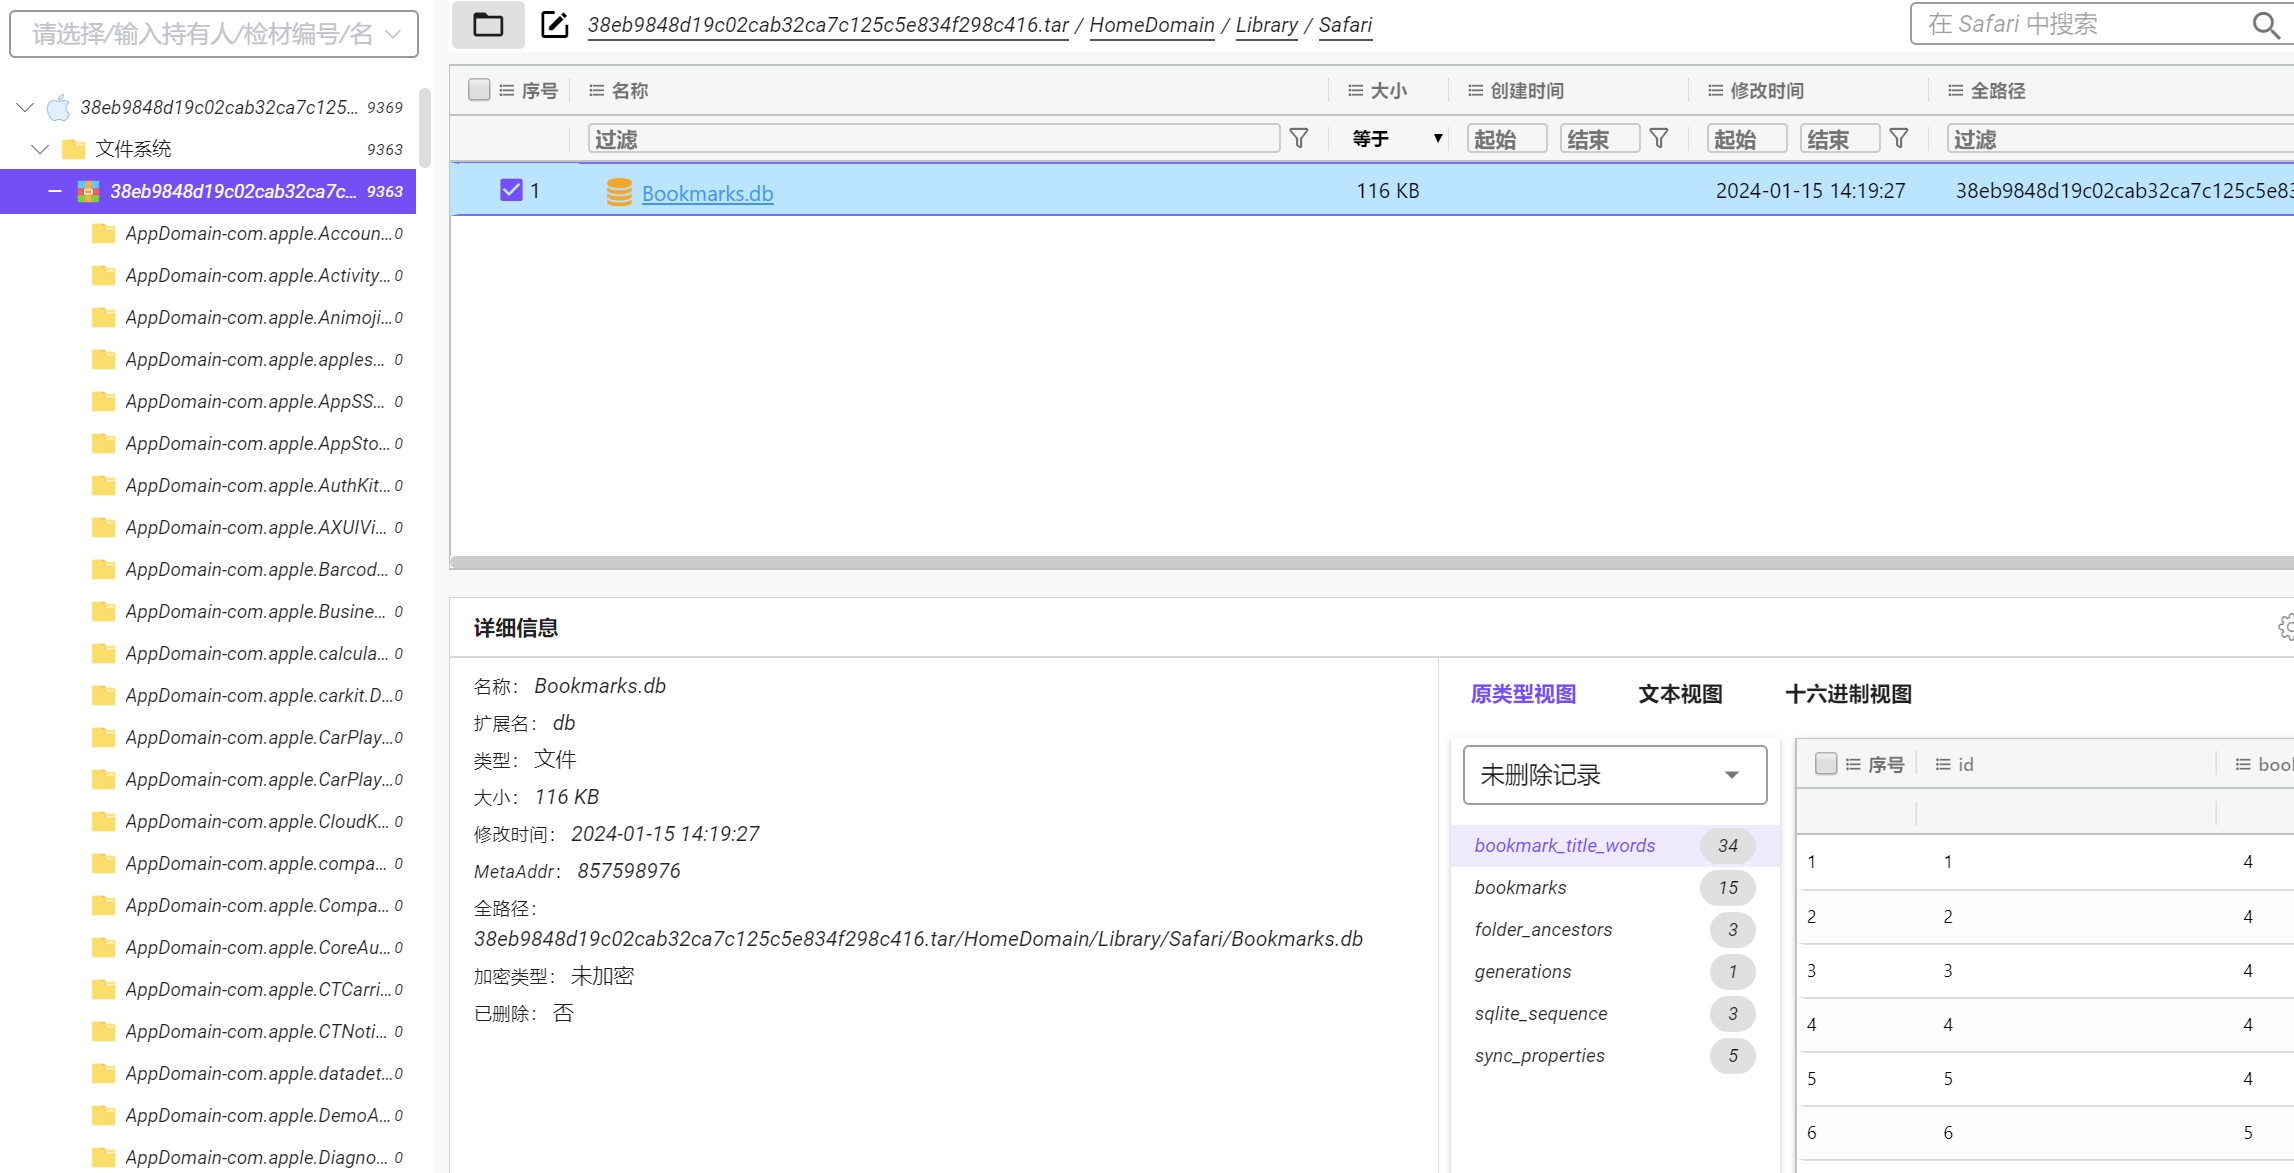 请选择/输入持有人/检材编号/名
38eb9848d19c02cab32ca7c125... 9369
文件系统 9363
38eb9848d19c02cab32ca7c... 9363
AppDomain-com.apple.Accoun... 0
AppDomain-com.apple.Activity... 0
AppDomain-com.apple.Animoji... 0
AppDomain-com.apple.apples... 0
AppDomain-com.apple.AppSS... 0
AppDomain-com.apple.AppSto... 0
AppDomain-com.apple.AuthKit... 0
AppDomain-com.apple.AXUIVi... 0
AppDomain-com.apple.Barcod... 0
AppDomain-com.apple.Busine... 0
AppDomain-com.apple.calcula... 0
AppDomain-com.apple.carkit.D... 0
AppDomain-com.apple.CarPlay... 0
AppDomain-com.apple.CarPlay... 0
AppDomain-com.apple.CloudK... 0
AppDomain-com.apple.compa... 0
AppDomain-com.apple.Compa... 0
AppDomain-com.apple.CoreAu... 0
AppDomain-com.apple.CTCarri... 0
AppDomain-com.apple.CTNoti... 0
AppDomain-com.apple.datadet... 0
AppDomain-com.apple.DemoA... 0
AppDomain-com.apple.Diagno... 0
38eb9848d19c02cab32ca7c125c5e834f298c416.tar / HomeDomain / Library / Safari
在 Safari 中搜索
序号 名称 大小 创建时间 修改时间 全路径
过滤 等于 起始 结束 起始 结束 过滤
1 Bookmarks.db 116 KB 2024-01-15 14:19:27 38eb9848d19c02cab32ca7c125c5e83
详细信息
名称： Bookmarks.db
扩展名： db
类型： 文件
大小： 116 KB
修改时间： 2024-01-15 14:19:27
MetaAddr： 857598976
全路径：
38eb9848d19c02cab32ca7c125c5e834f298c416.tar/HomeDomain/Library/Safari/Bookmarks.db
加密类型： 未加密
已删除： 否
原类型视图 文本视图 十六进制视图
未删除记录
bookmark_title_words 34
bookmarks 15
folder_ancestors 3
generations 1
sqlite_sequence 3
sync_properties 5
序号 id boo
1 1 4
2 2 4
3 3 4
4 4 4
5 5 4
6 6 5